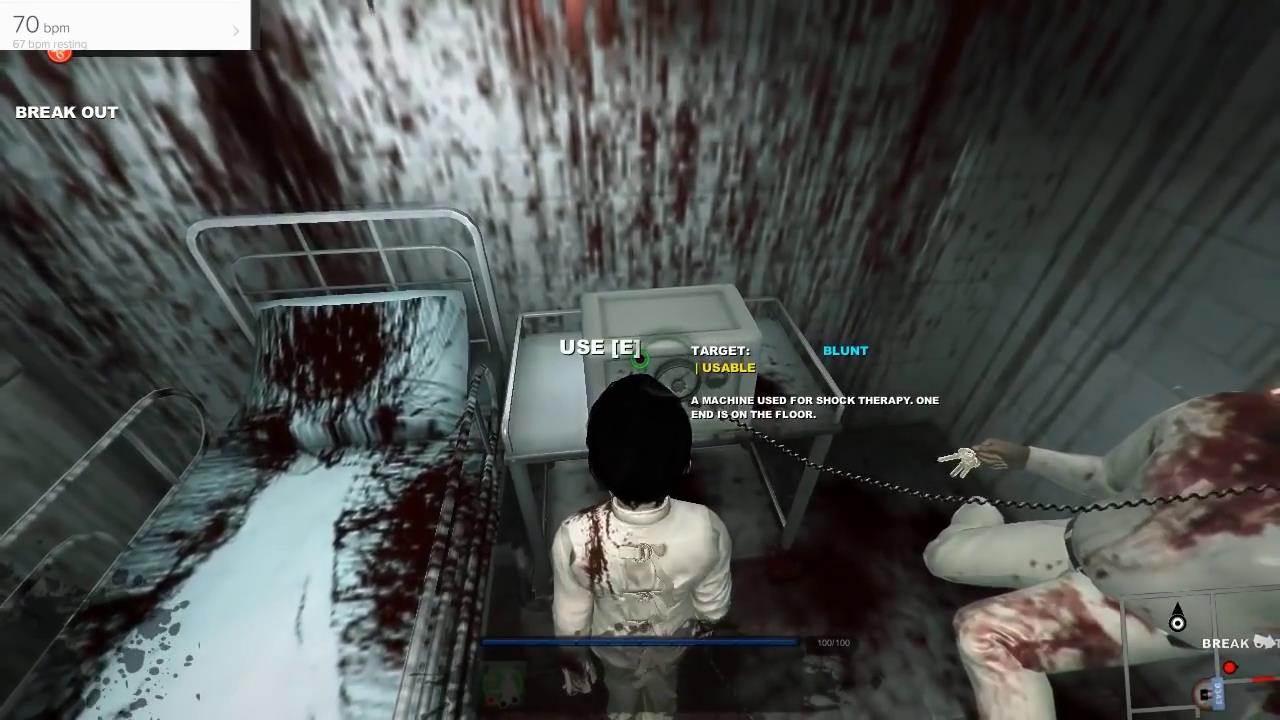 70 bpm
67 bpm resting
BREAK OUT
USE [E]
TARGET: BLUNT
| USABLE
A MACHINE USED FOR SHOCK THERAPY. ONE
END IS ON THE FLOOR.
100/100
BREAK